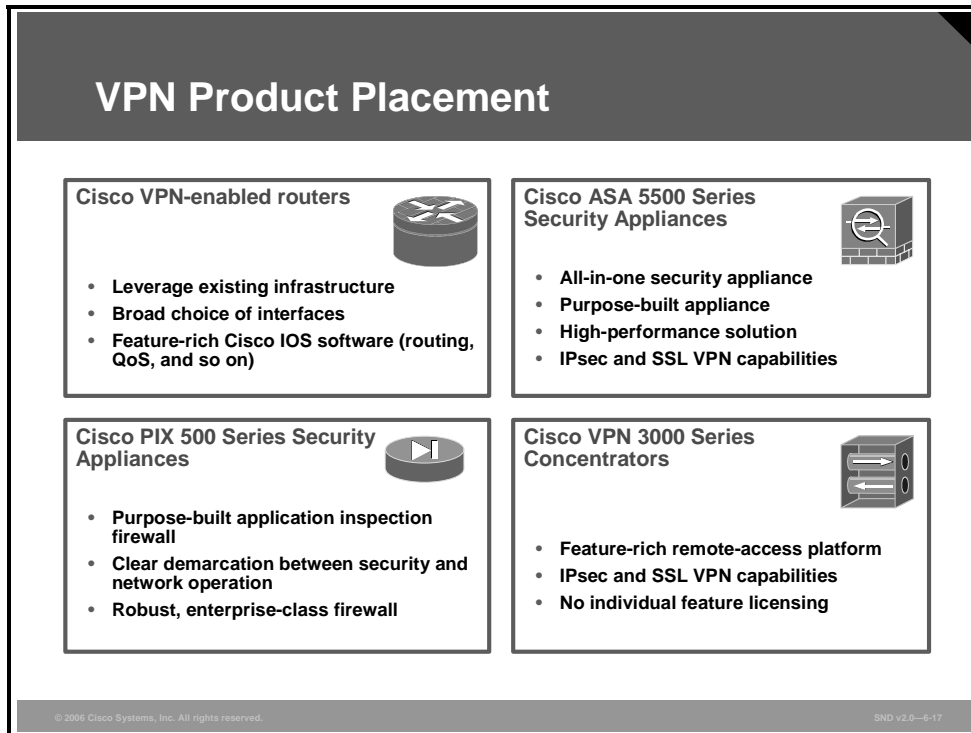 VPN Product Placement
Cisco VPN-enabled routers
• Leverage existing infrastructure
• Broad choice of interfaces
• Feature-rich Cisco IOS software (routing,
QoS, and so on)
Cisco ASA 5500 Series
Security Appliances
• All-in-one security appliance
• Purpose-built appliance
• High-performance solution
• IPsec and SSL VPN capabilities
Cisco PIX 500 Series Security
Appliances
• Purpose-built application inspection
firewall
• Clear demarcation between security and
network operation
• Robust, enterprise-class firewall
Cisco VPN 3000 Series
Concentrators
• Feature-rich remote-access platform
• IPsec and SSL VPN capabilities
• No individual feature licensing
© 2006 Cisco Systems, Inc. All rights reserved.
SND v2.0—6-17